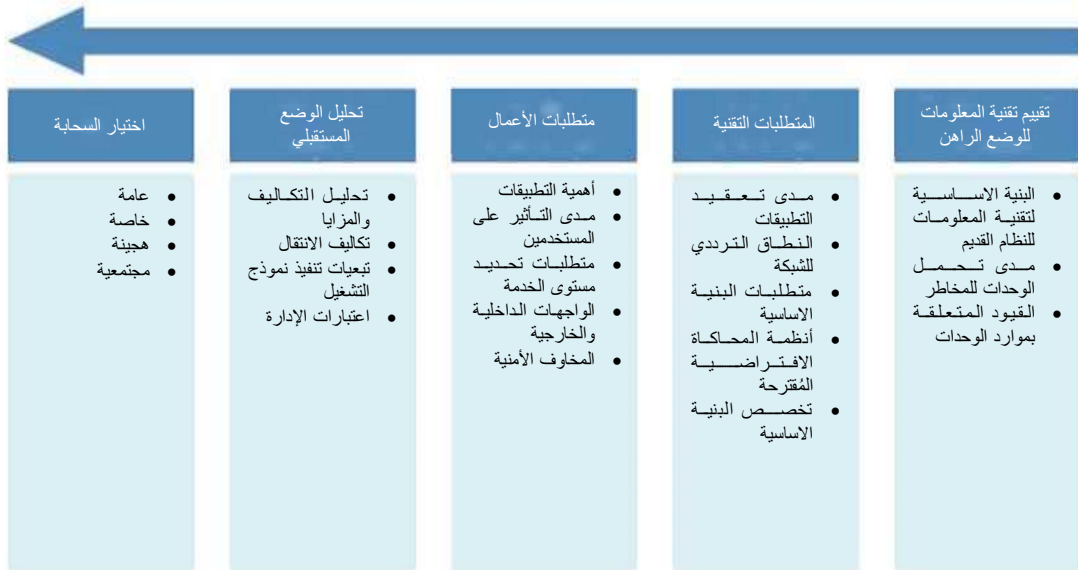 تقييم تقنية المعلومات
للوضع الراهن
• البنية الاساسية
لتقنية المعلومات
للنظام القديم
• مدى تحمل
الوحدات للمخاطر
• القيود المتعلقة
بموارد الوحدات
المتطلبات التقنية
• مدى تعقيد
التطبيقات
• النطاق الترددي
للشبكة
• متطلبات البنية
الاساسية
• أنظمة المحاكاة
الافتراضية
المُقترحة
• تخصص البنية
الاساسية
متطلبات الأعمال
• أهمية التطبيقات
• مدى التأثير على
المستخدمين
• متطلبات تحديد
مستوى الخدمة
• الواجهات الداخلية
والخارجية
• المخاوف الأمنية
تحليل الوضع
المستقبلي
• تحليل التكاليف
والمزايا
• تكاليف الانتقال
• تبعيات تنفيذ نموذج
التشغيل
• اعتبارات الإدارة
اختيار السحابة
• عامة
• خاصة
• هجينة
• مجتمعية